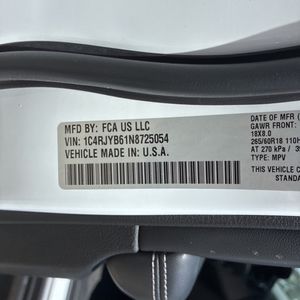 MFD BY: FCA US LLC
VIN: 1C4RJYB61N8725054
VEHICLE MADE IN: U.S.A.
DATE OF MFR
GAWR FRONT:
18X8.0
265/60R18 110H
AT 270 kPa /
TYPE: MPV
THIS VEHICLE
STANDA